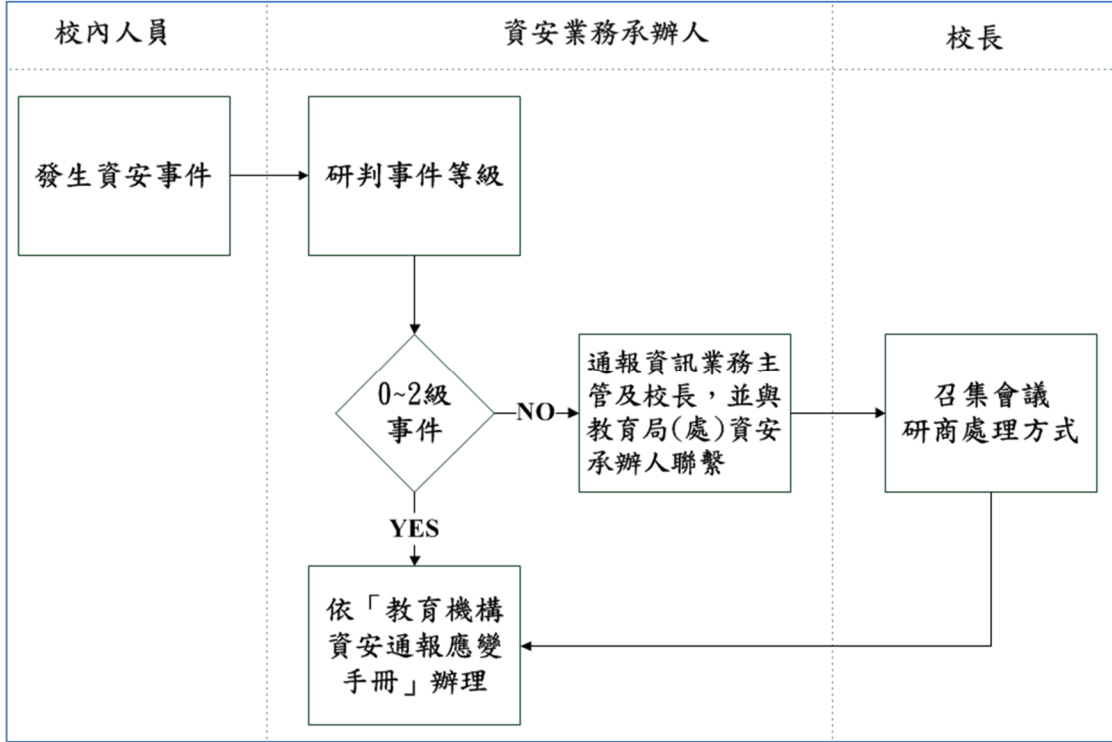 校內人員
資安業務承辦人
校長
發生資安事件
研判事件等級
0~2級
事件
NO
通報資訊業務主
管及校長，並與
教育局(處)資安
承辦人聯繫
召集會議
研商處理方式
YES
依「教育機構
資安通報應變
手冊」辦理